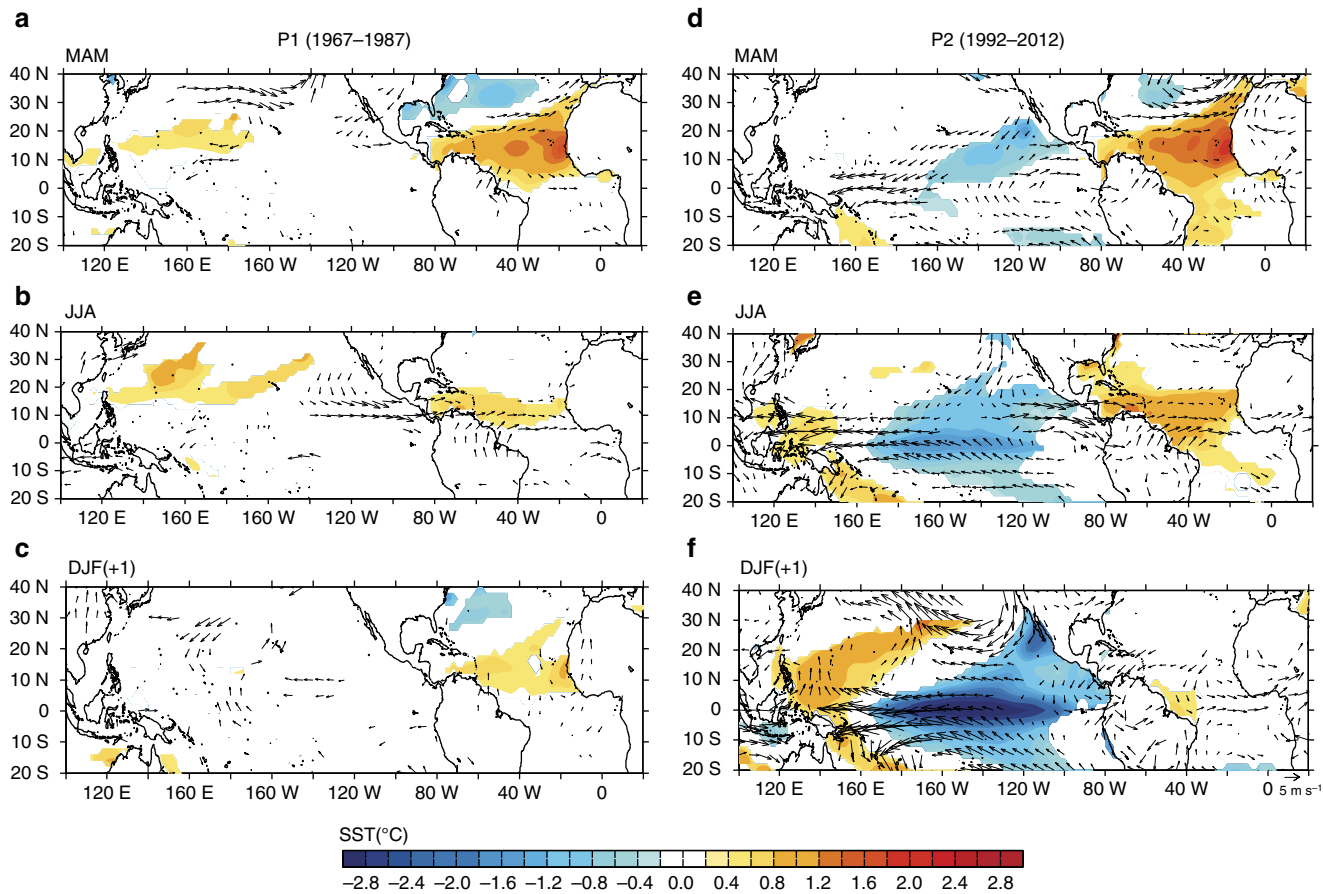 a
P1 (1967–1987)
MAM
40 N
30 N
20 N
10 N
0
10 S
20 S
120 E 160 E 160 W 120 W 80 W 40 W 0
b
JJA
40 N
30 N
20 N
10 N
0
10 S
20 S
120 E 160 E 160 W 120 W 80 W 40 W 0
c
DJF(+1)
40 N
30 N
20 N
10 N
0
10 S
20 S
120 E 160 E 160 W 120 W 80 W 40 W 0
d
P2 (1992–2012)
MAM
40 N
30 N
20 N
10 N
0
10 S
20 S
120 E 160 E 160 W 120 W 80 W 40 W 0
e
JJA
40 N
30 N
20 N
10 N
0
10 S
20 S
120 E 160 E 160 W 120 W 80 W 40 W 0
f
DJF(+1)
40 N
30 N
20 N
10 N
0
10 S
20 S
120 E 160 E 160 W 120 W 80 W 40 W 0 5 m s⁻¹
SST(°C)
–2.8 –2.4 –2.0 –1.6 –1.2 –0.8 –0.4 0.0 0.4 0.8 1.2 1.6 2.0 2.4 2.8